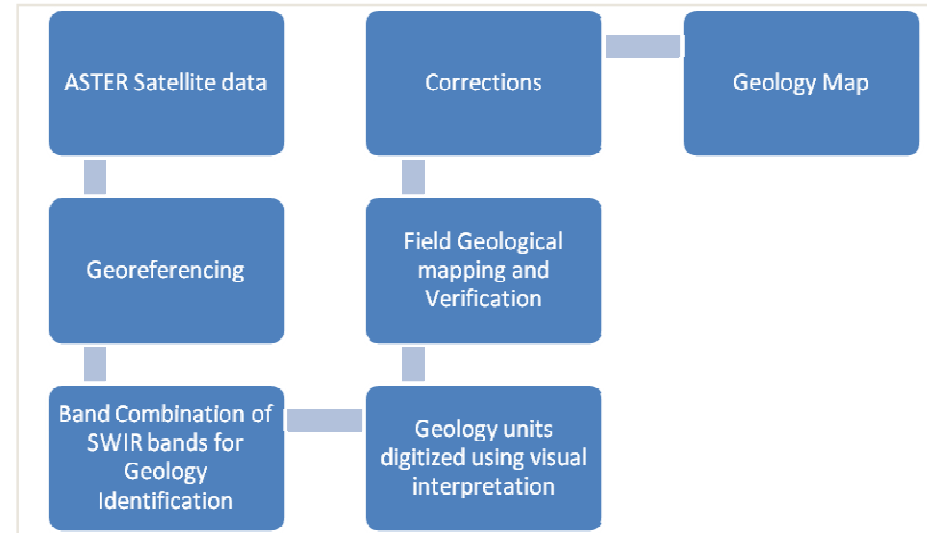 ASTER Satellite data
Georeferencing
Band Combination of
SWIR bands for
Geology
Identification
Geology units
digitized using visual
interpretation
Field Geological
mapping and
Verification
Corrections
Geology Map